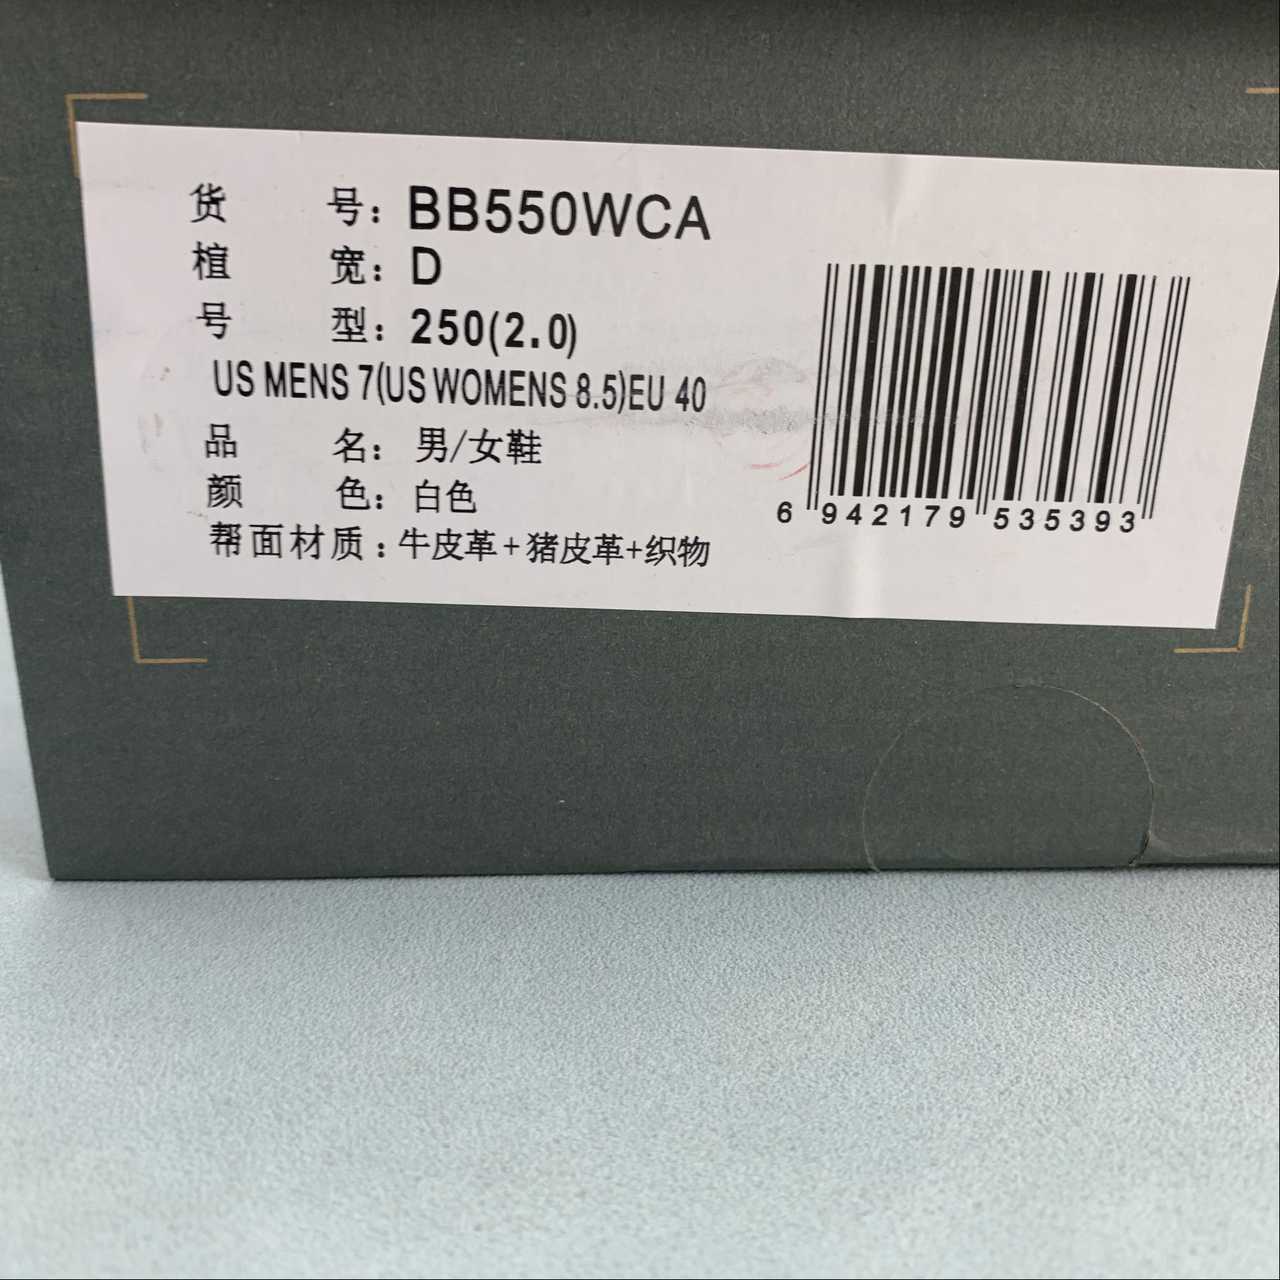 货 号：BB550WCA
楦 宽：D
号 型：250(2.0)
US MENS 7(US WOMENS 8.5)EU 40
品 名：男/女鞋
颜 色：白色
帮面材质：牛皮革+猪皮革+织物
6 942179 535393